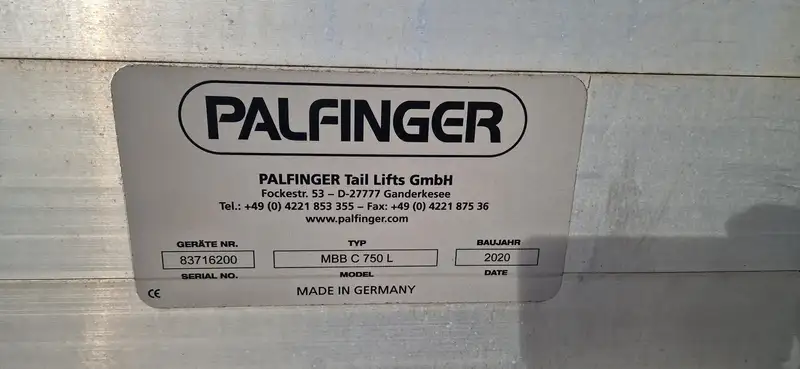 PALFINGER
PALFINGER Tail Lifts GmbH
Fockestr. 53 – D-27777 Ganderkesee
Tel.: +49 (0) 4221 853 355 – Fax: +49 (0) 4221 875 36
www.palfinger.com
GERÄTE NR. TYP BAUJAHR
83716200 MBB C 750 L 2020
SERIAL NO. MODEL DATE
CE MADE IN GERMANY